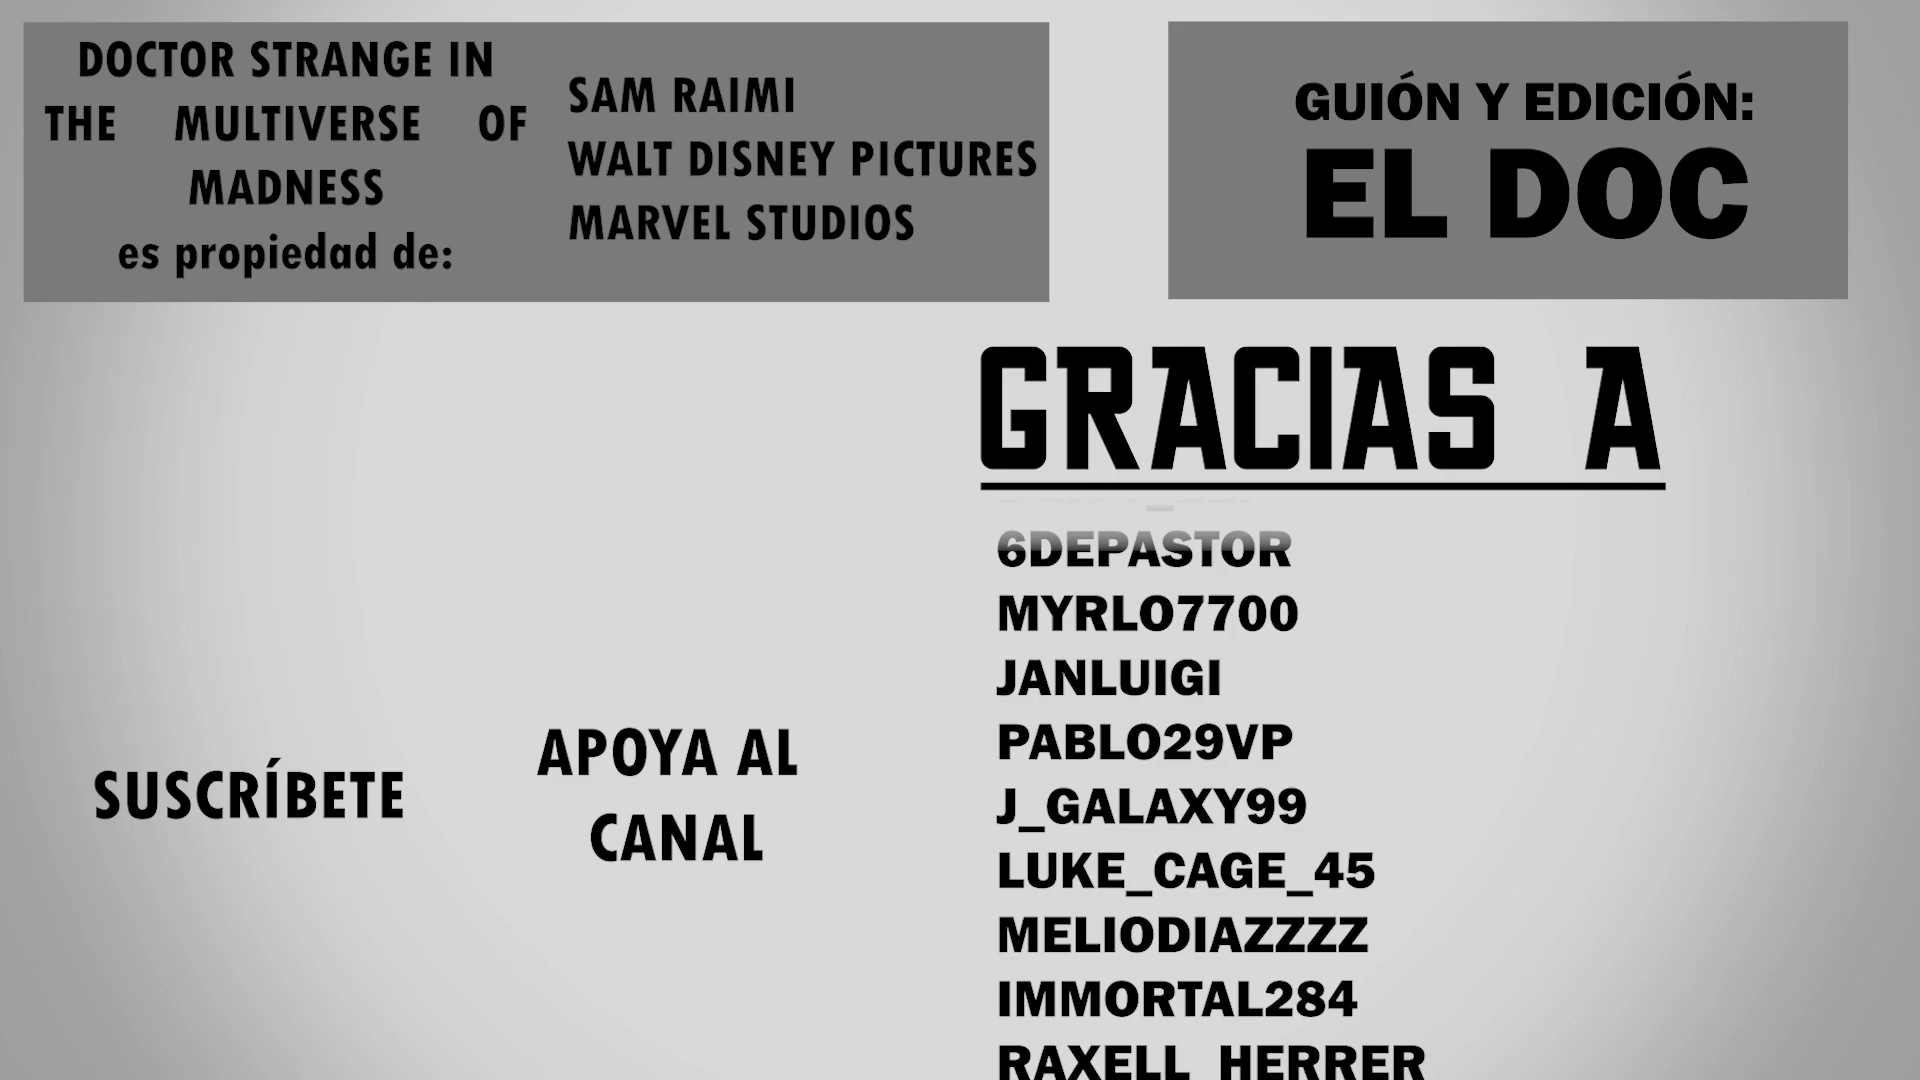 DOCTOR STRANGE IN
THE MULTIVERSE OF
MADNESS
es propiedad de:
SAM RAIMI
WALT DISNEY PICTURES
MARVEL STUDIOS
GUIÓN Y EDICIÓN:
EL DOC
GRACIAS A
6DEPASTOR
MYRLO7700
JANLUIGI
PABLO29VP
J_GALAXY99
LUKE_CAGE_45
MELIODIAZZZZ
IMMORTAL284
RAXELL_HERRER
SUSCRÍBETE
APOYA AL
CANAL